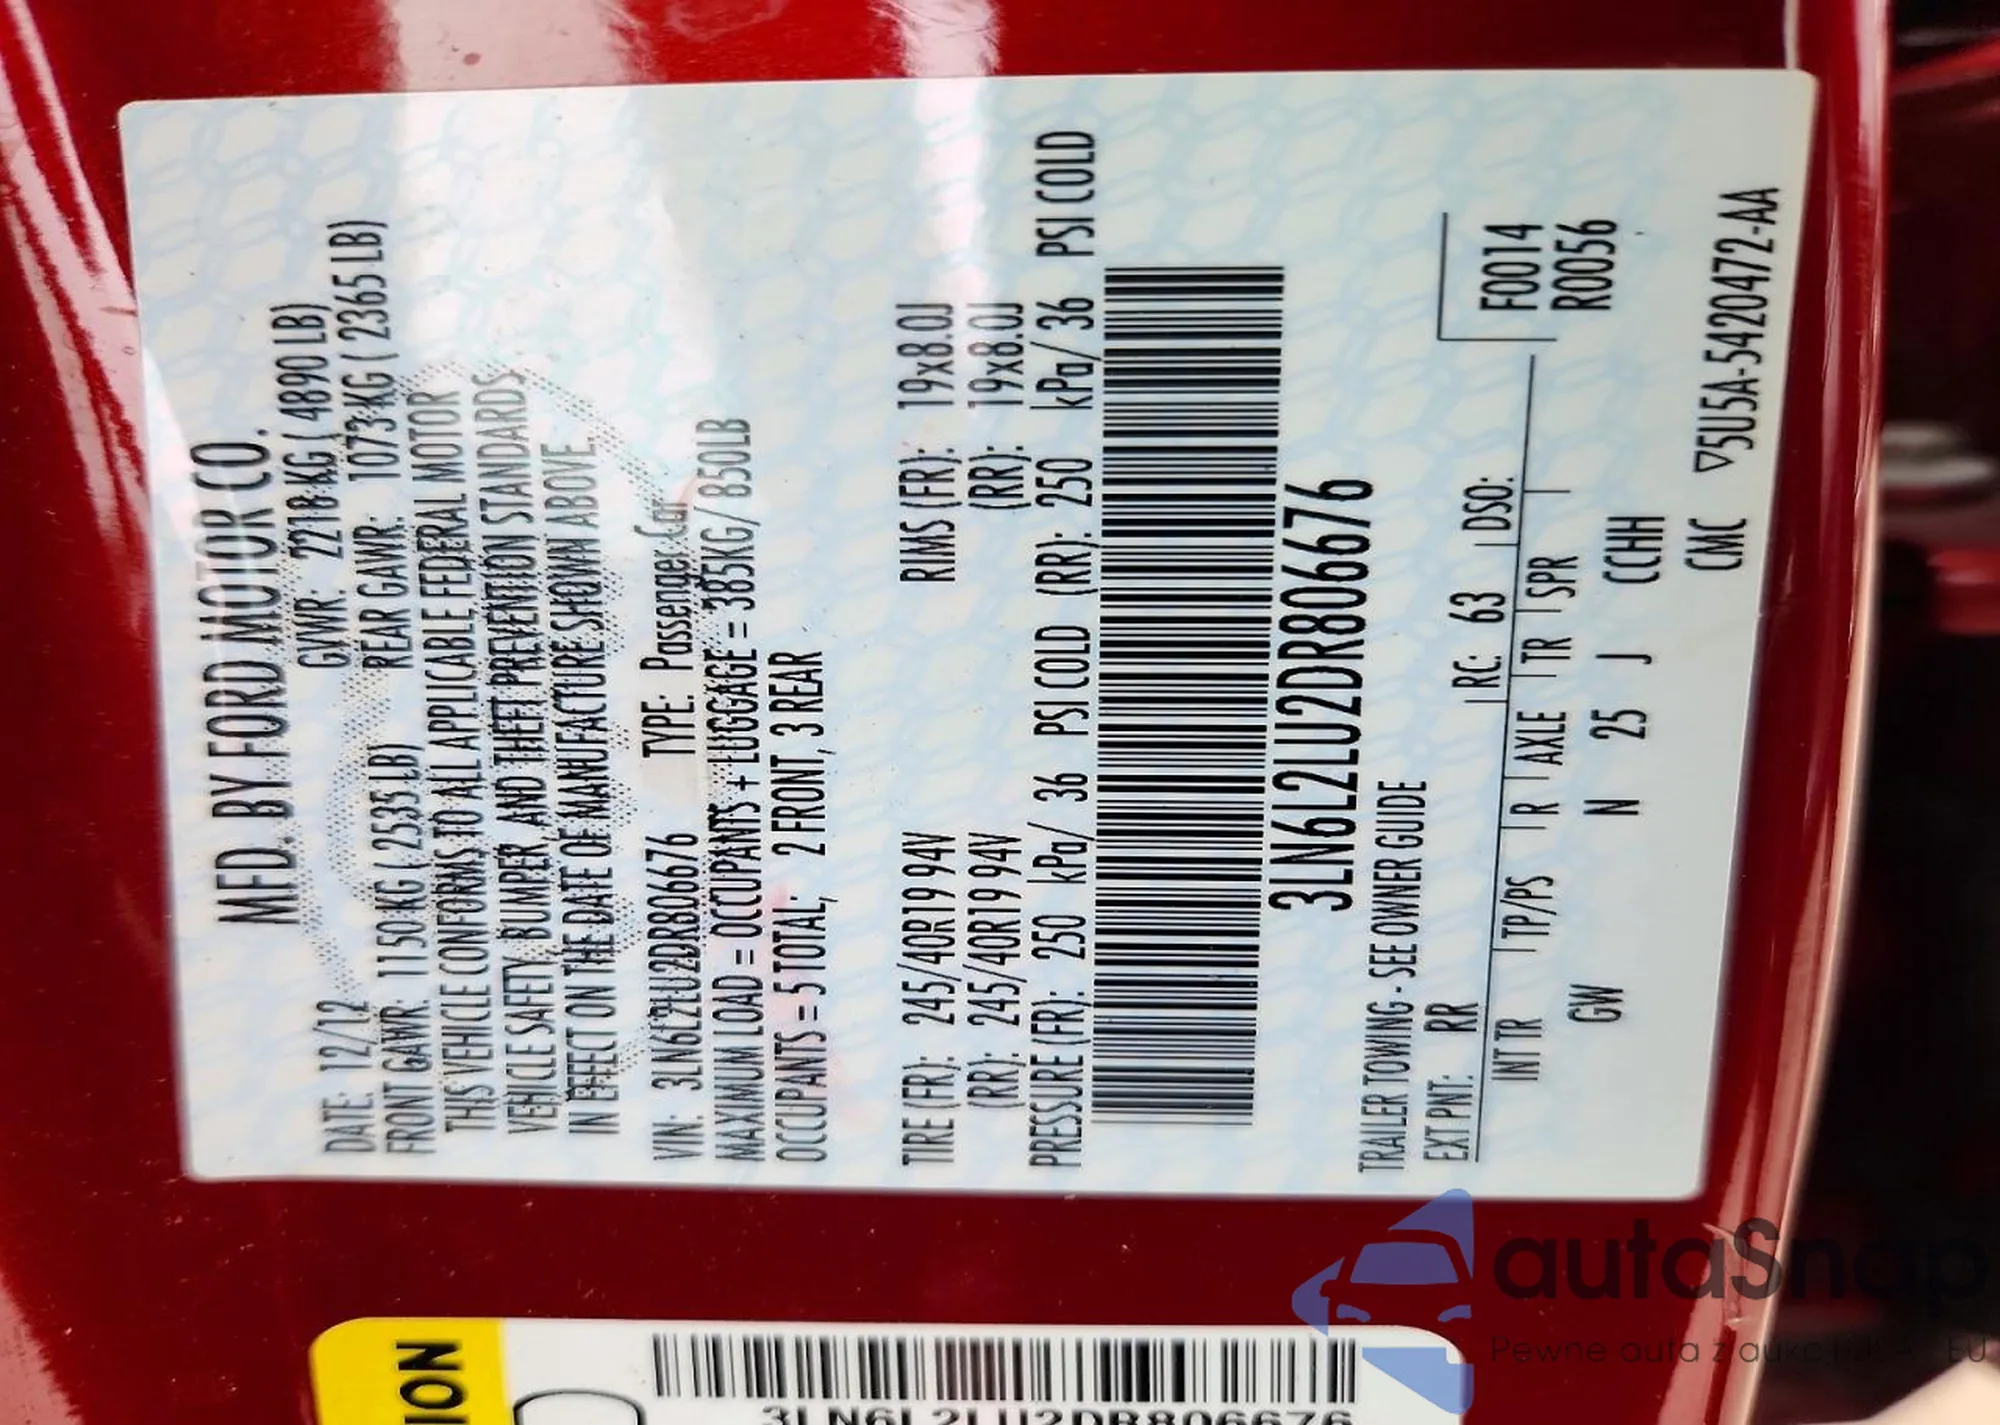 MFD. BY FORD MOTOR CO.
DATE: 12/12 GVWR: 2218 KG ( 4890 LB)
FRONT GAWR: 1150 KG ( 2535 LB) REAR GAWR: 1073 KG ( 2365 LB)
THIS VEHICLE CONFORMS TO ALL APPLICABLE FEDERAL MOTOR
VEHICLE SAFETY, BUMPER, AND THEFT PREVENTION STANDARDS
IN EFFECT ON THE DATE OF MANUFACTURE SHOWN ABOVE.
VIN: 3LN6L2LU2DR806676 TYPE: Passenger Car
MAXIMUM LOAD = OCCUPANTS + LUGGAGE = 385KG/ 850LB
OCCUPANTS = 5 TOTAL; 2 FRONT, 3 REAR
TIRE (FR): 245/40R19 94V RIMS (FR): 19x8.0J
(RR): 245/40R19 94V (RR): 19x8.0J
PRESSURE (FR): 250 kPa/ 36 PSI COLD (RR): 250 kPa/ 36 PSI COLD
3LN6L2LU2DR806676
TRAILER TOWING - SEE OWNER GUIDE
EXT PNT: RR RC: 63 DSO:
F0014
INT TR TP/PS R AXLE TR SPR
R0056
GW N 25 J CCHH
CMC ▽5U5A-5420472-AA
ION
3LN6L2LU2DR806676
autaSnap
Pewne auta z aukcji
EU